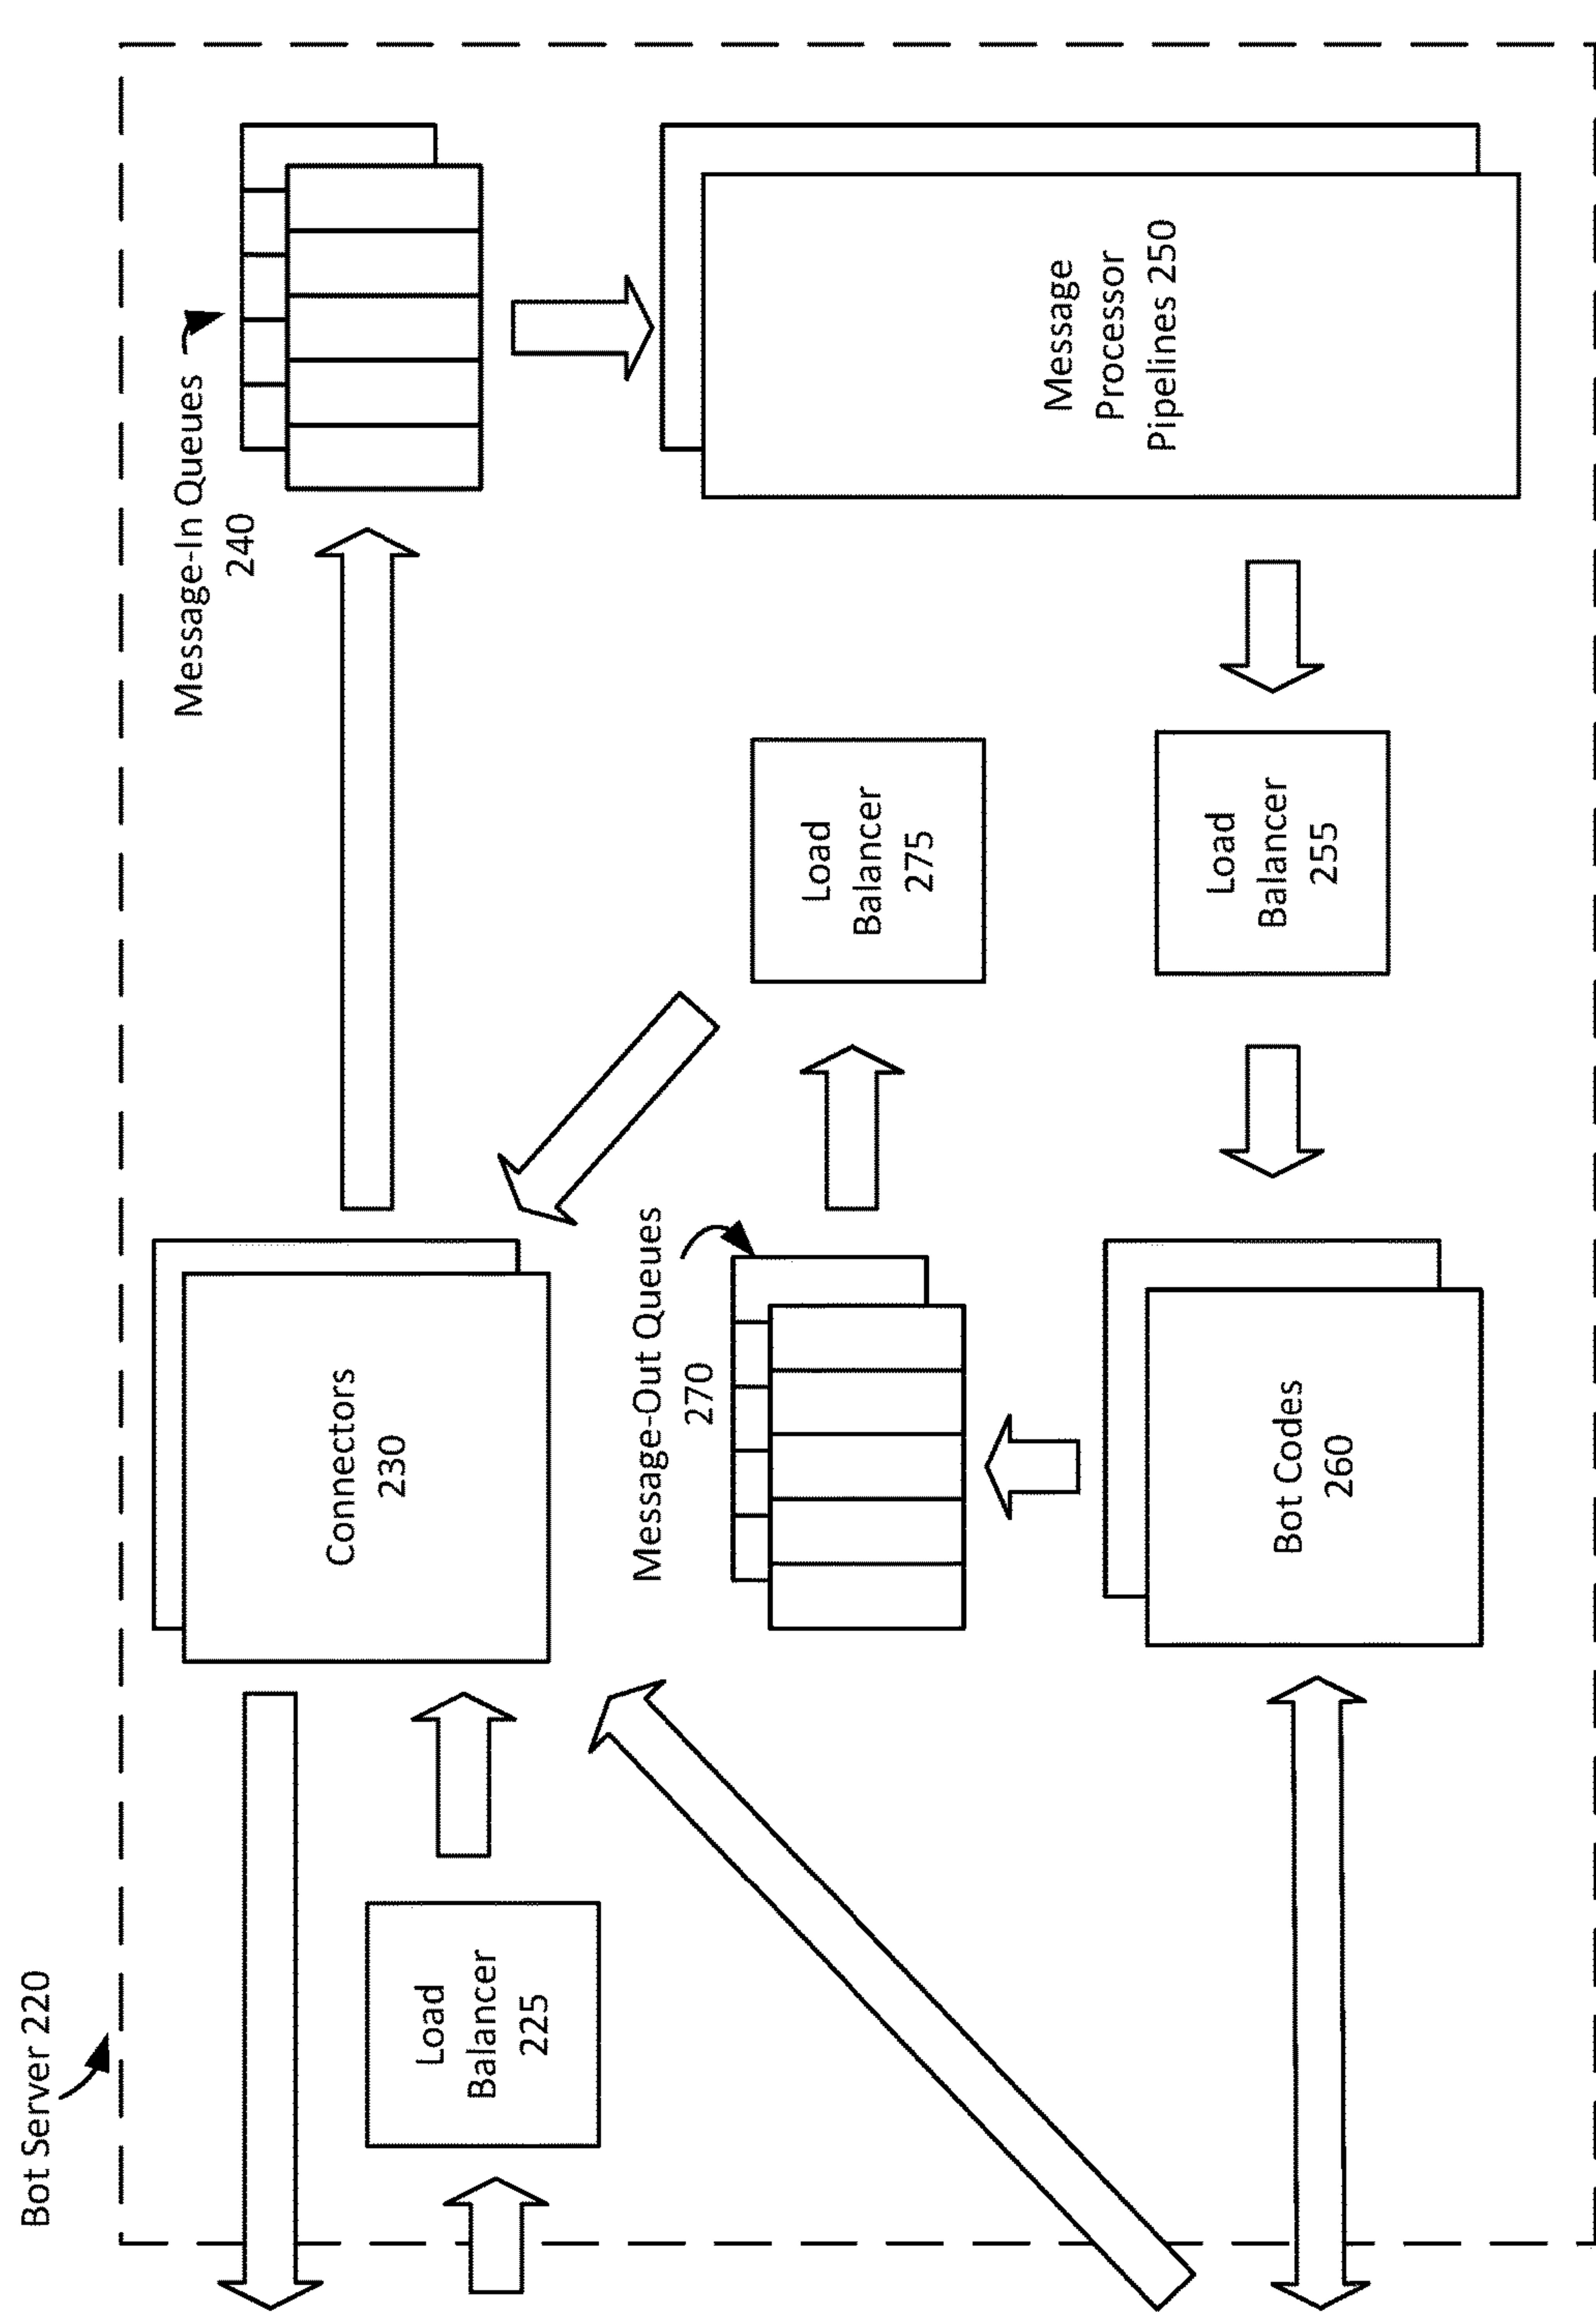 Bot Server 220
Connectors
230
Load
Balancer
225
Message-In Queues
240
Message-Out Queues
270
Load
Balancer
275
Message
Processor
Pipelines 250
Bot Codes
260
Load
Balancer
255